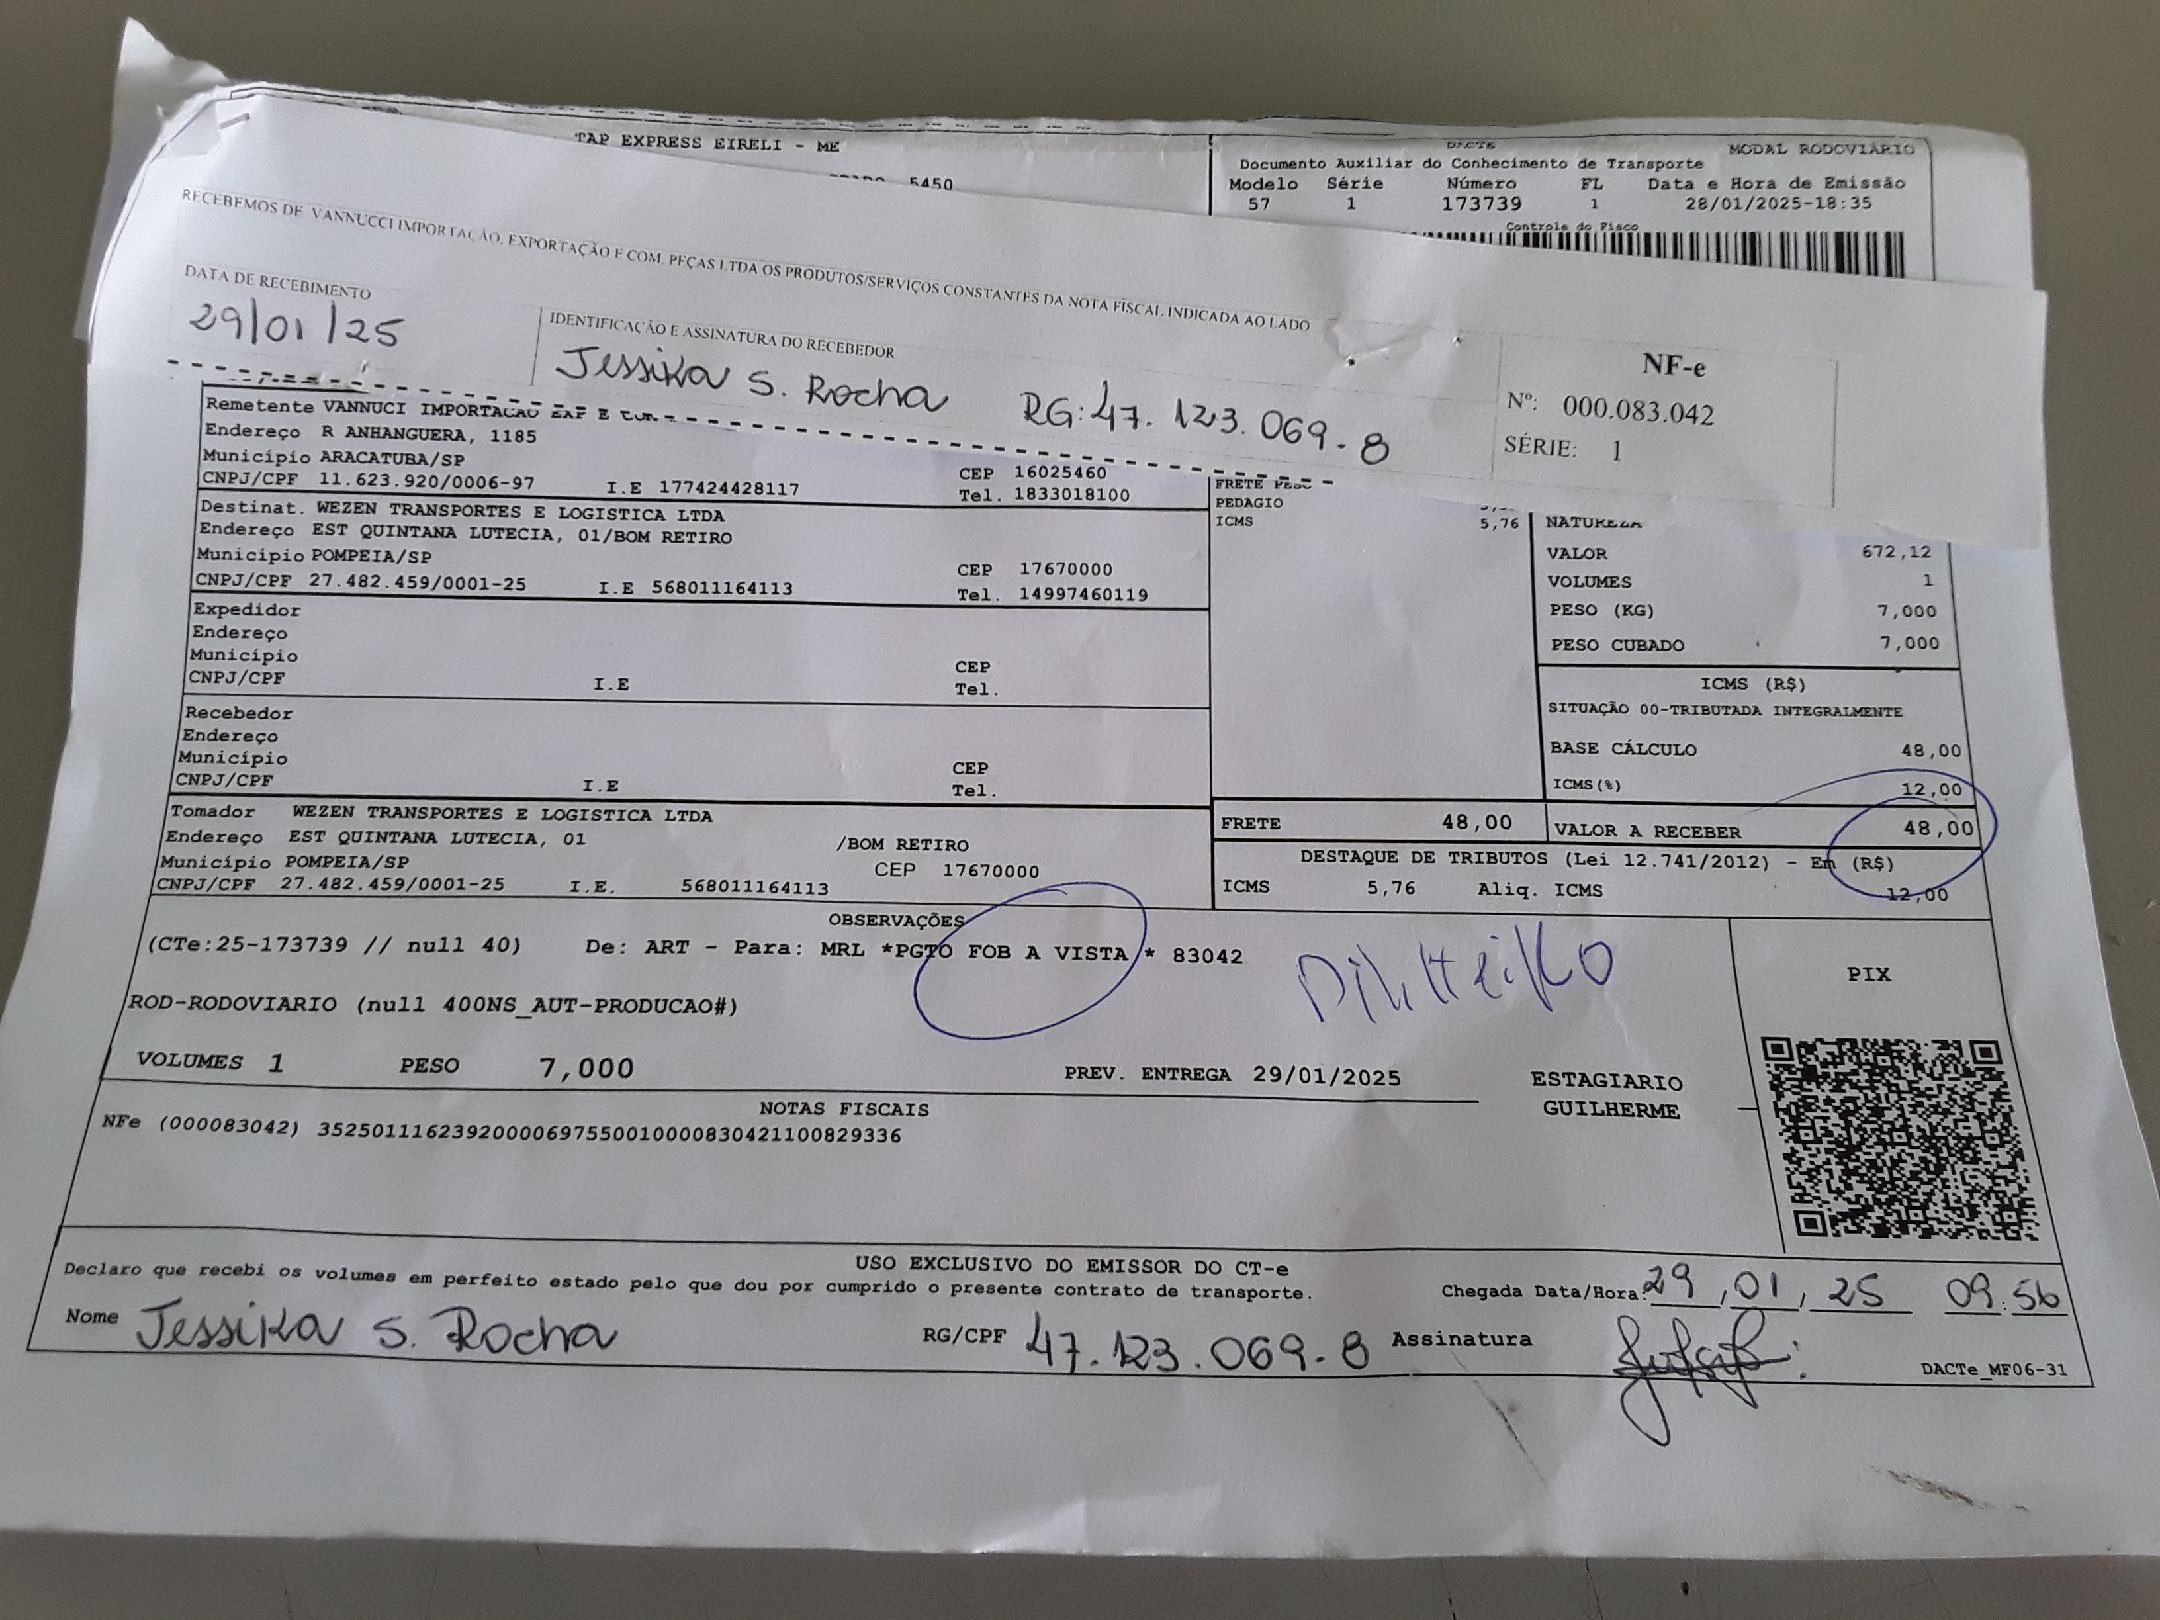 TAP EXPRESS EIRELI - ME
5450
DACTE
MODAL RODOVIÁRIO
Documento Auxiliar do Conhecimento de Transporte
Modelo Série Número FL Data e Hora de Emissão
57 1 173739 1 28/01/2025-18:35
Controle do Fisco
RECEBEMOS DE VANNUCCI IMPORTAÇÃO, EXPORTAÇÃO E COM. PEÇAS LTDA OS PRODUTOS/SERVIÇOS CONSTANTES DA NOTA FISCAL INDICADA AO LADO
DATA DE RECEBIMENTO
29/01/25
IDENTIFICAÇÃO E ASSINATURA DO RECEBEDOR
Jessika S. Rocha RG: 47.123.069-8
NF-e
Nº: 000.083.042
SÉRIE: 1
Remetente VANNUCI IMPORTACAO EXP E
Endereço R ANHANGUERA, 1185
Município ARACATUBA/SP CEP 16025460
CNPJ/CPF 11.623.920/0006-97 I.E 177424428117 Tel. 1833018100
Destinat. WEZEN TRANSPORTES E LOGISTICA LTDA
Endereço EST QUINTANA LUTECIA, 01/BOM RETIRO
Município POMPEIA/SP CEP 17670000
CNPJ/CPF 27.482.459/0001-25 I.E 568011164113 Tel. 14997460119
Expedidor
Endereço
Município CEP
CNPJ/CPF I.E Tel.
Recebedor
Endereço
Município CEP
CNPJ/CPF I.E Tel.
Tomador WEZEN TRANSPORTES E LOGISTICA LTDA
Endereço EST QUINTANA LUTECIA, 01 /BOM RETIRO
Município POMPEIA/SP CEP 17670000
CNPJ/CPF 27.482.459/0001-25 I.E. 568011164113
FRETE PESO
PEDAGIO
ICMS 5,76
NATUREZA
VALOR 672,12
VOLUMES 1
PESO (KG) 7,000
PESO CUBADO 7,000
ICMS (R$)
SITUAÇÃO 00-TRIBUTADA INTEGRALMENTE
BASE CÁLCULO 48,00
ICMS(%) 12,00
FRETE 48,00 VALOR A RECEBER 48,00
DESTAQUE DE TRIBUTOS (Lei 12.741/2012) - Em (R$)
ICMS 5,76 Aliq. ICMS 12,00
OBSERVAÇÕES
(CTe:25-173739 // null 40) De: ART - Para: MRL *PGTO FOB A VISTA * 83042
ROD-RODOVIARIO (null 400NS_AUT-PRODUCAO#)
VOLUMES 1 PESO 7,000 PREV. ENTREGA 29/01/2025
ESTAGIARIO
GUILHERME
PIX
NOTAS FISCAIS
NFe (000083042) 35250111623920000697550010000830421100829336
USO EXCLUSIVO DO EMISSOR DO CT-e
Declaro que recebi os volumes em perfeito estado pelo que dou por cumprido o presente contrato de transporte.
Chegada Data/Hora: 29, 01, 25 09:56
Nome Jessika S. Rocha RG/CPF 47.123.069-8 Assinatura
DACTe_MF06-31